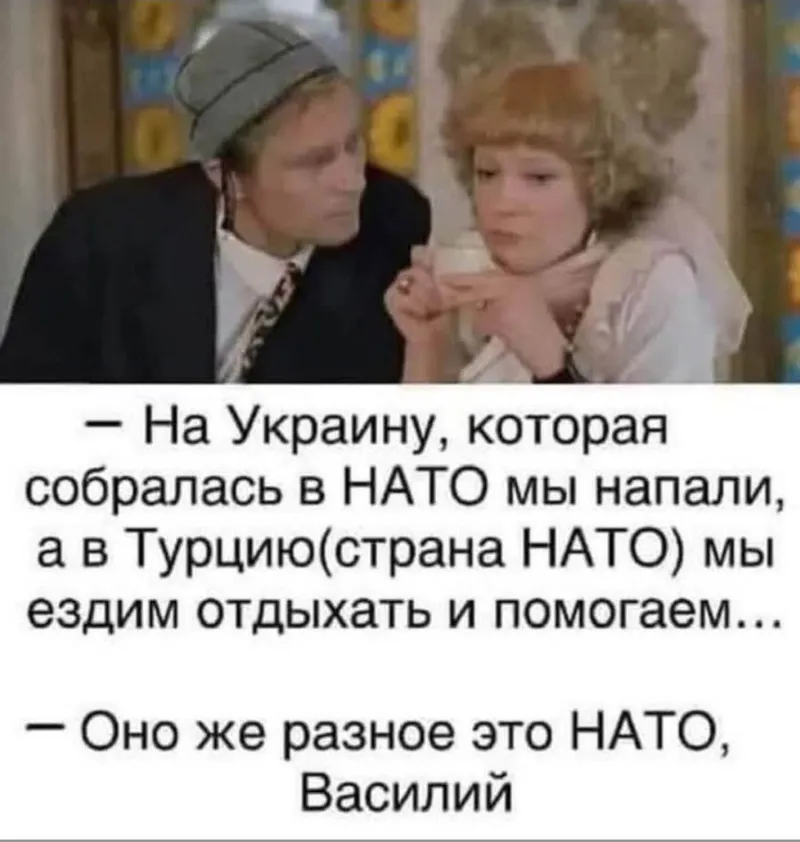 — На Украину, которая
собралась в НАТО мы напали,
а в Турцию(страна НАТО) мы
ездим отдыхать и помогаем...
— Оно же разное это НАТО,
Василий